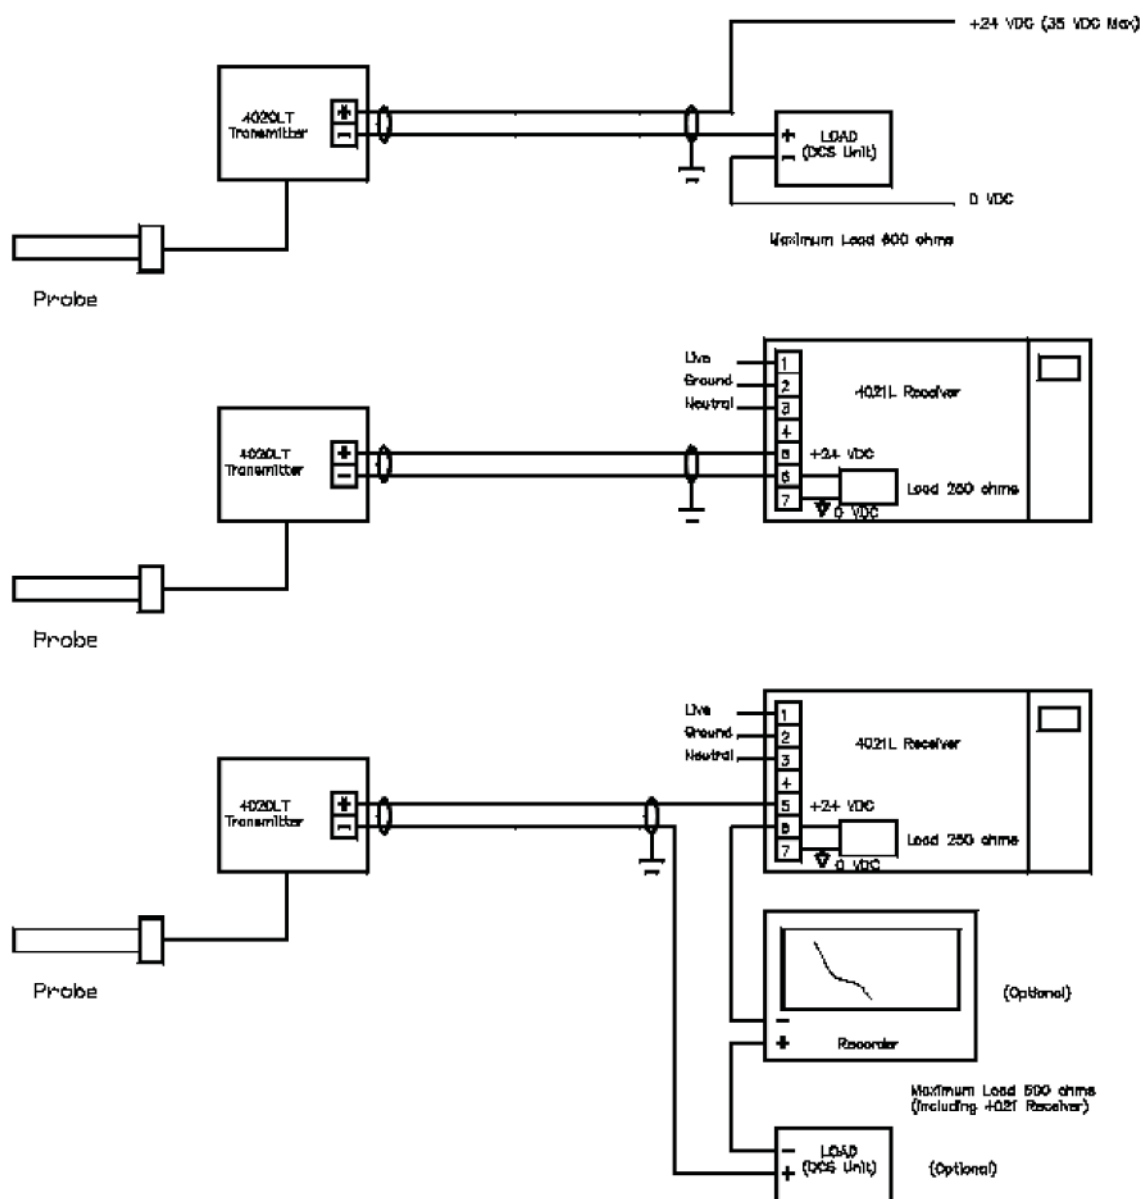 +24 VDC (35 VDC Max)
4020LT
Transmitter
+
-
+
-
LOAD
(DCS Unit)
0 VDC
Maximum Load 600 ohms
Probe
Live
Ground
Neutral
1
2
3
4
5
6
7
4021L Receiver
+24 VDC
Load 250 ohms
0 VDC
4020LT
Transmitter
+
-
Probe
Live
Ground
Neutral
1
2
3
4
5
6
7
4021L Receiver
+24 VDC
Load 250 ohms
0 VDC
4020LT
Transmitter
+
-
Probe
-
+
Recorder
(Optional)
Maximum Load 500 ohms
(Including 4021 Receiver)
-
+
LOAD
(DCS Unit)
(Optional)